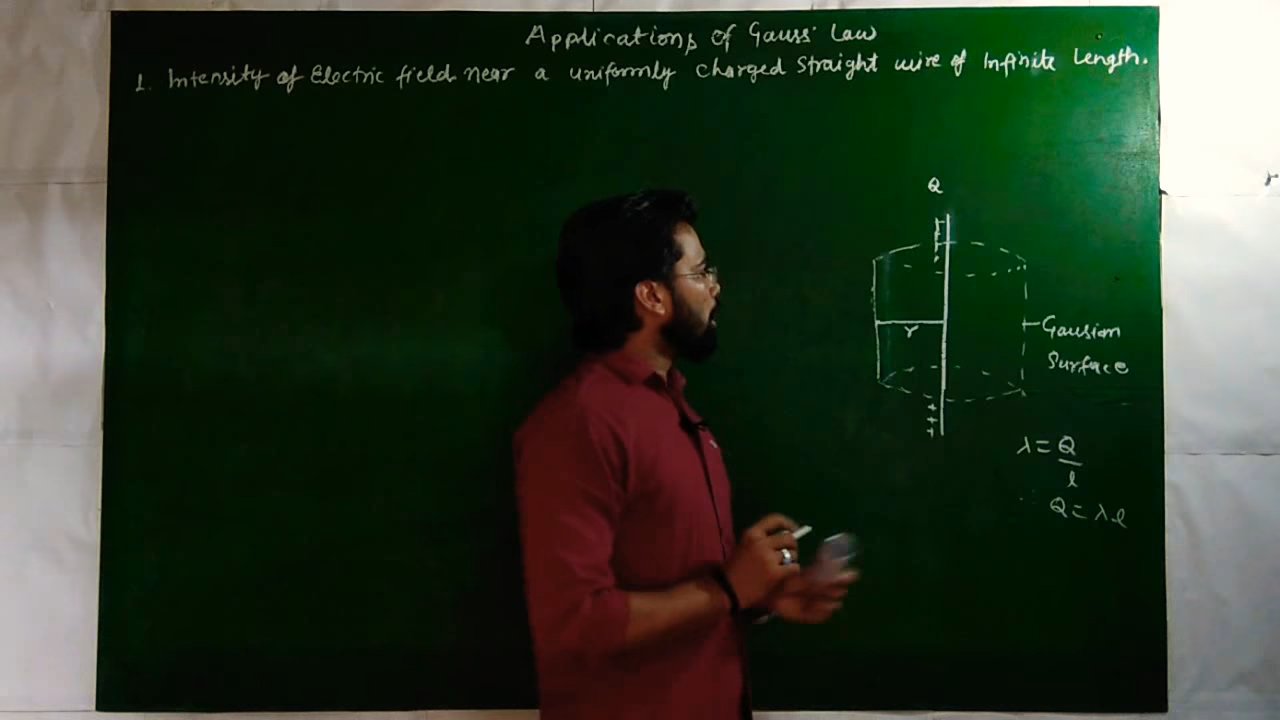 Applications of Gauss' Law
1. Intensity of Electric field near a uniformly charged straight wire of Infinite Length.
Q
r
Gausian
Surface
λ = Q
l
Q = λl